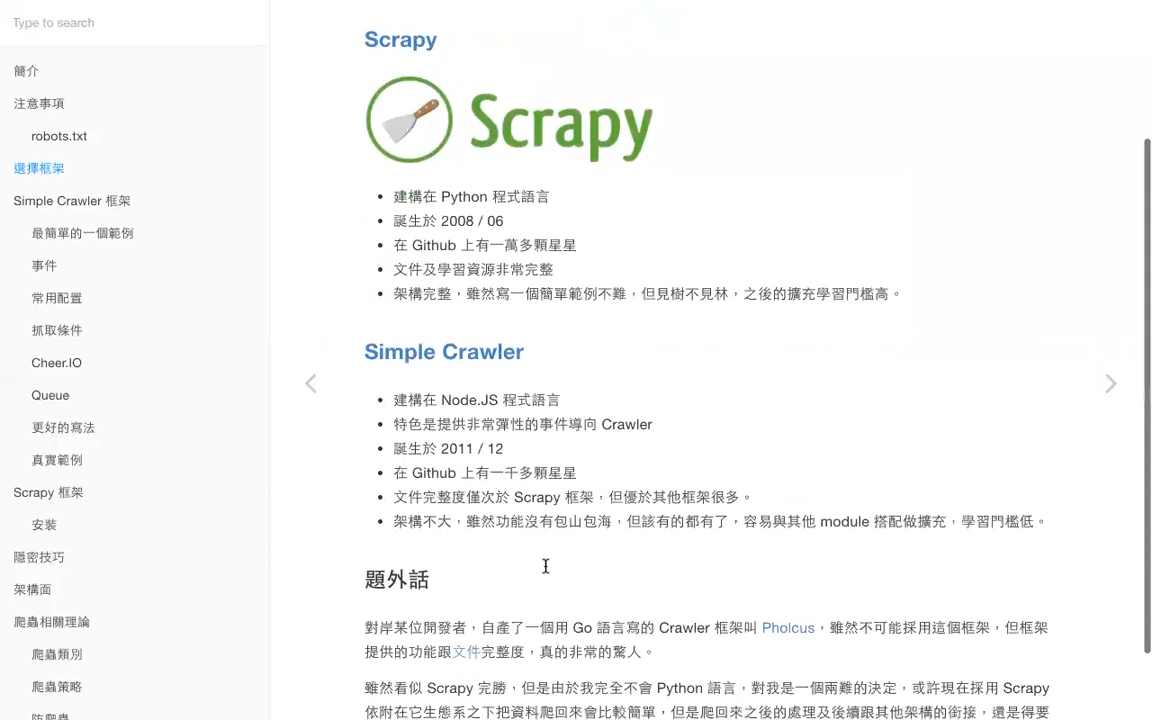 Type to search
簡介
注意事項
robots.txt
選擇框架
Simple Crawler 框架
最簡單的一個範例
事件
常用配置
抓取條件
Cheer.IO
Queue
更好的寫法
真實範例
Scrapy 框架
安裝
隱密技巧
架構面
爬蟲相關理論
爬蟲類別
爬蟲策略
防爬蟲
Scrapy
Scrapy
建構在 Python 程式語言
誕生於 2008 / 06
在 Github 上有一萬多顆星星
文件及學習資源非常完整
架構完整，雖然寫一個簡單範例不難，但見樹不見林，之後的擴充學習門檻高。
Simple Crawler
建構在 Node.JS 程式語言
特色是提供非常彈性的事件導向 Crawler
誕生於 2011 / 12
在 Github 上有一千多顆星星
文件完整度僅次於 Scrapy 框架，但優於其他框架很多。
架構不大，雖然功能沒有包山包海，但該有的都有了，容易與其他 module 搭配做擴充，學習門檻低。
題外話
對岸某位開發者，自產了一個用 Go 語言寫的 Crawler 框架叫 Pholcus，雖然不可能採用這個框架，但框架
提供的功能跟文件完整度，真的非常的驚人。
雖然看似 Scrapy 完勝，但是由於我完全不會 Python 語言，對我是一個兩難的決定，或許現在採用 Scrapy
依附在它生態系之下把資料爬回來會比較簡單，但是爬回來之後的處理及後續跟其他架構的銜接，還是得要